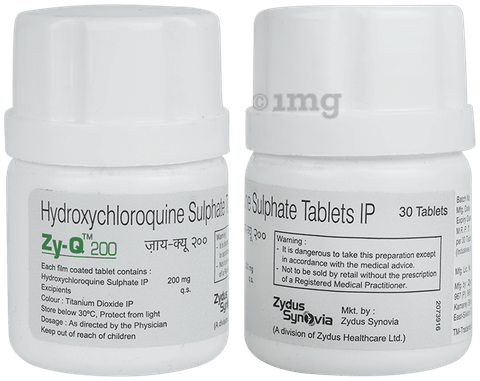 Hydroxychloroquine Sulphate
Zy-Q™ 200 ज़ाय-क्यू २००
Each film coated tablet contains :
Hydroxychloroquine Sulphate IP 200 mg
Excipients q.s.
Colour : Titanium Dioxide IP
Store below 30°C, Protect from light
Dosage : As directed by the Physician
Keep out of reach of children
©1mg
ne Sulphate Tablets IP 30 Tablets
-क्यू २००
Warning :
- It is dangerous to take this preparation except
in accordance with the medical advice.
- Not to be sold by retail without the prescription
of a Registered Medical Practitioner.
Zydus
Synovia
Mkt. by :
Zydus Synovia
(A division of Zydus Healthcare Ltd.)
2073916